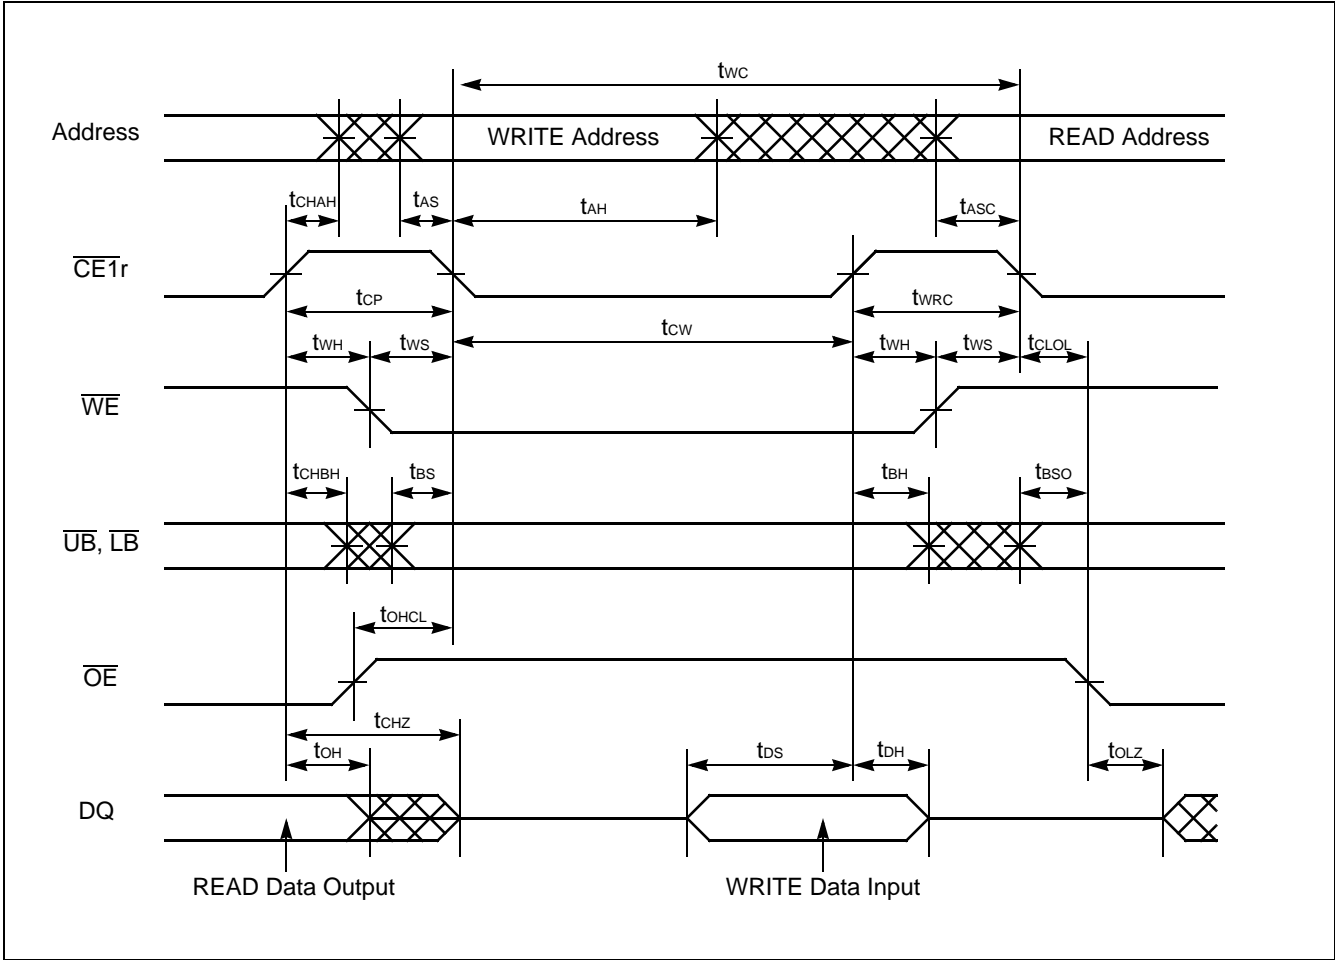 tWC
Address WRITE Address READ Address
tCHAH tAS tAH tASC
CE1r
tCP tWRC
tCW
tWH tWS tWH tWS tCLOL
WE
tCHBH tBS tBH tBSO
UB, LB
tOHCL
OE
tCHZ
tOH tDS tDH tOLZ
DQ
READ Data Output WRITE Data Input